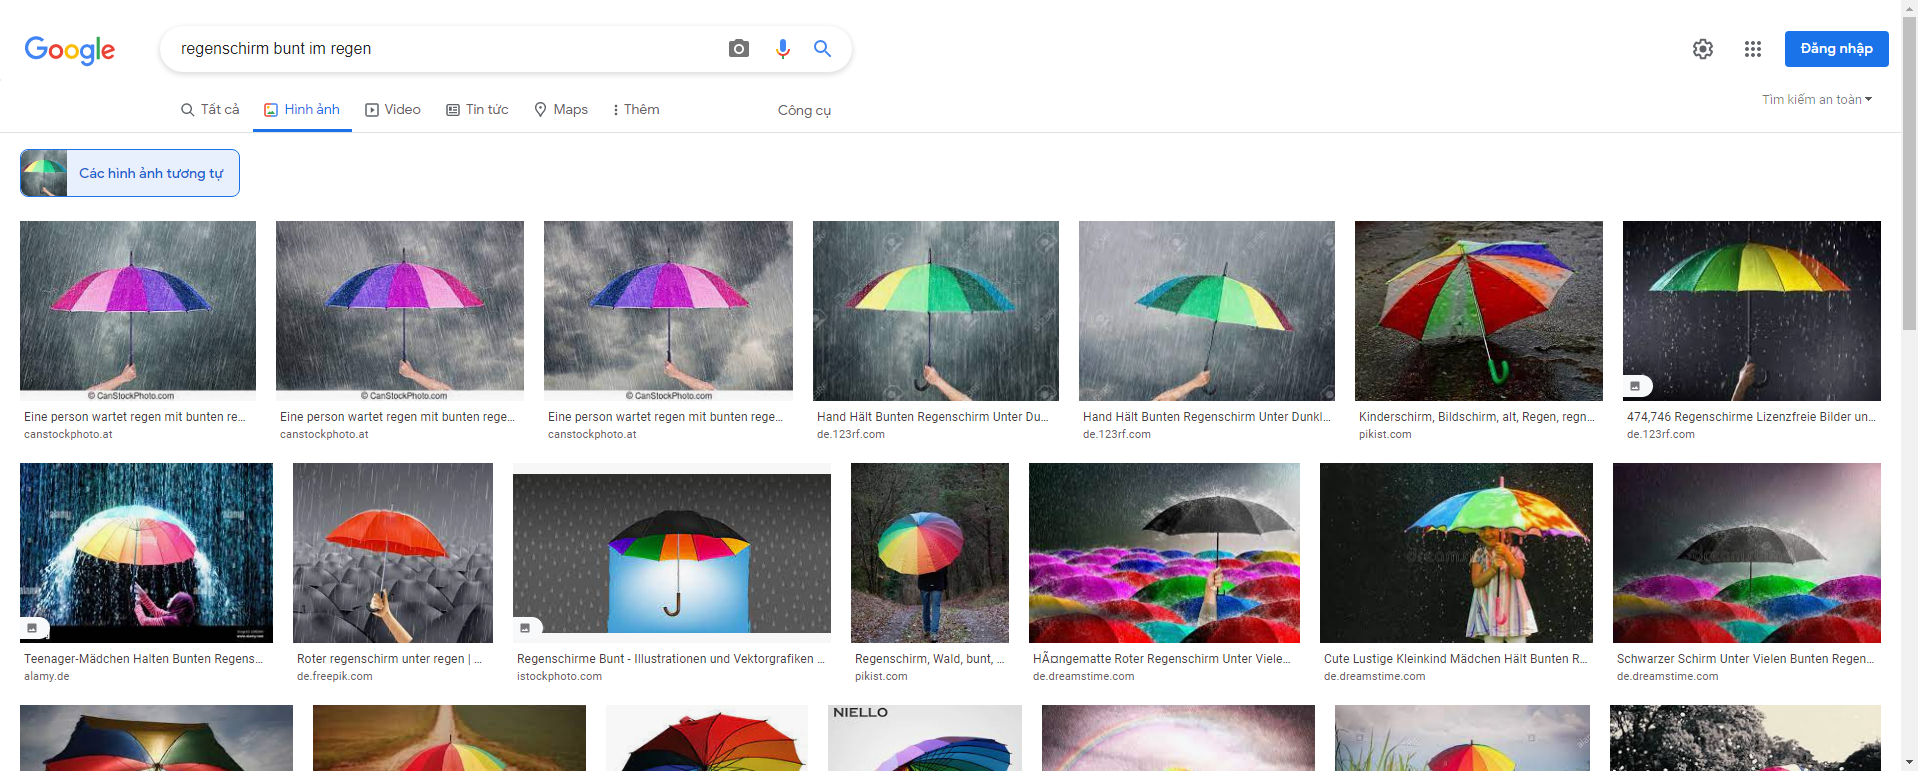 Google
regenschirm bunt im regen
Đăng nhập
Tất cả
Hình ảnh
Video
Tin tức
Maps
Thêm
Công cụ
Tìm kiếm an toàn
Các hình ảnh tương tự
© CanStockPhoto.com
© CanStockPhoto.com
© CanStockPhoto.com
Eine person wartet regen mit bunten re...
canstockphoto.at
Eine person wartet regen mit bunten rege...
canstockphoto.at
Eine person wartet regen mit bunten rege...
canstockphoto.at
Hand Hält Bunten Regenschirm Unter Du...
de.123rf.com
Hand Hält Bunten Regenschirm Unter Dunkl...
de.123rf.com
Kinderschirm, Bildschirm, alt, Regen, regn...
pikist.com
474,746 Regenschirme Lizenzfreie Bilder un...
de.123rf.com
Teenager-Mädchen Halten Bunten Regens...
alamy.de
Roter regenschirm unter regen | ...
de.freepik.com
Regenschirme Bunt - Illustrationen und Vektorgrafiken ...
istockphoto.com
Regenschirm, Wald, bunt, ...
pikist.com
HÃ¤ngematte Roter Regenschirm Unter Viele...
de.dreamstime.com
Cute Lustige Kleinkind Mädchen Hält Bunten R...
de.dreamstime.com
Schwarzer Schirm Unter Vielen Bunten Regen...
de.dreamstime.com
NIELLO